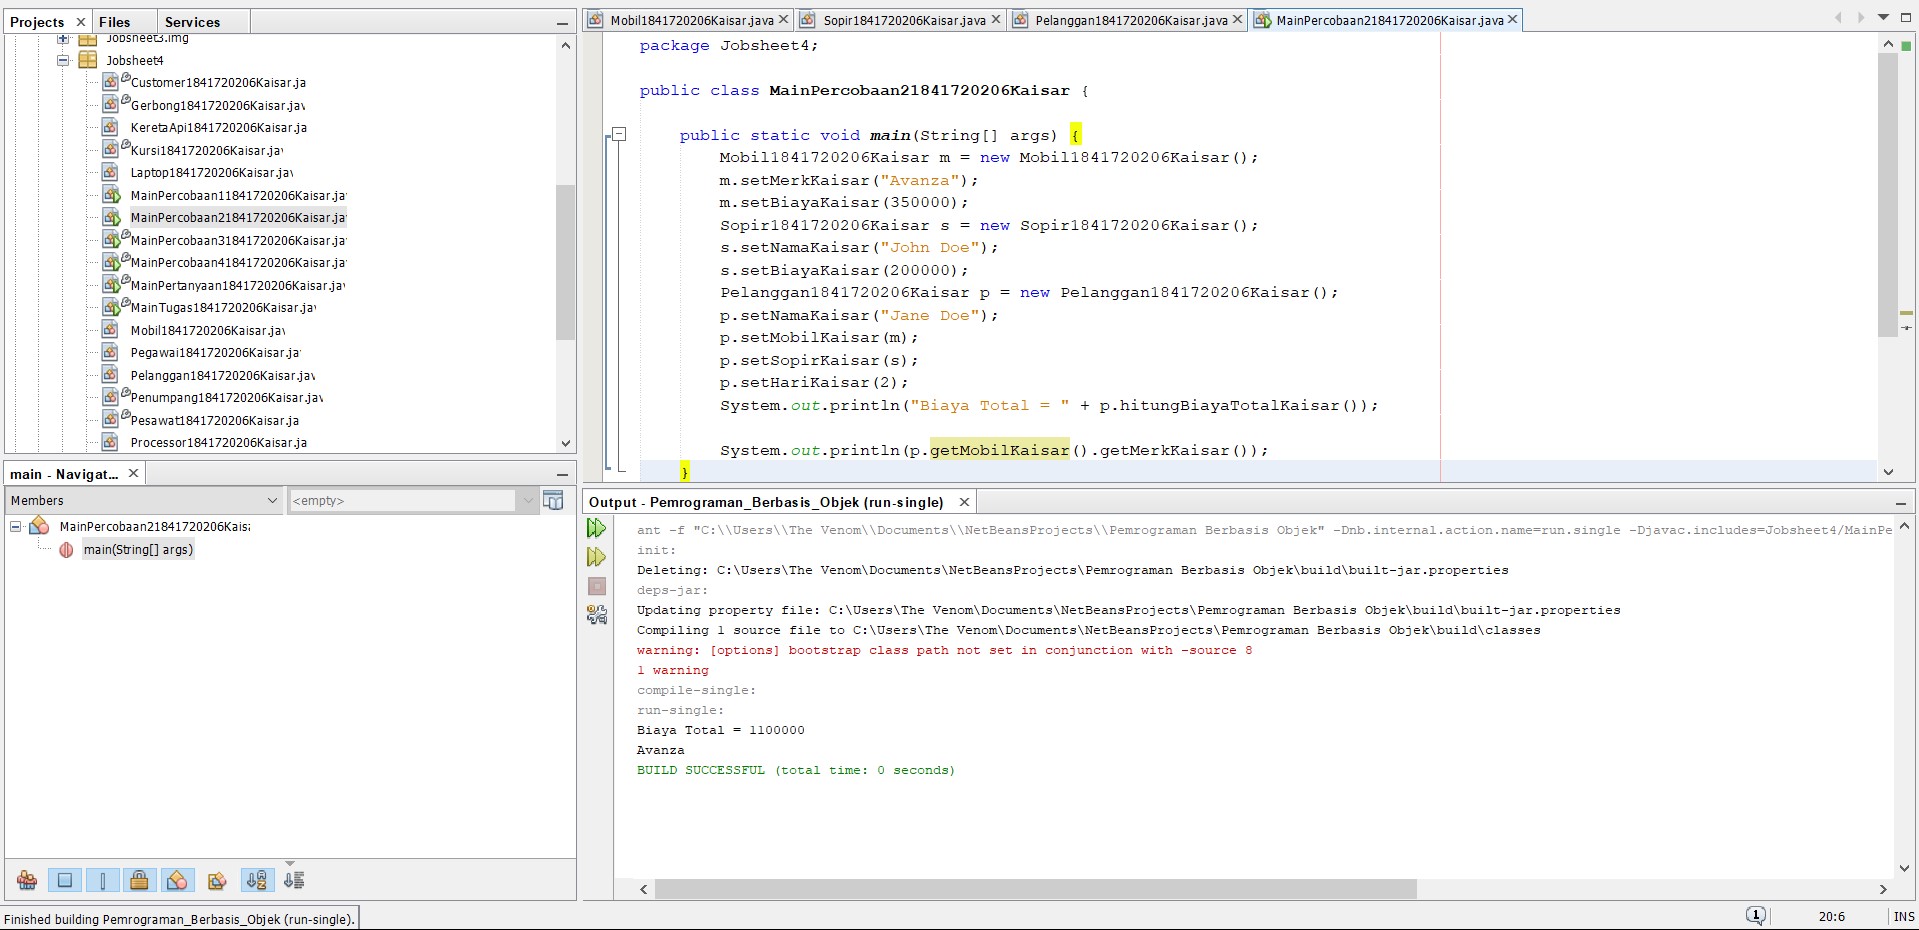 Projects Files Services
Jobsheet3.img
Jobsheet4
Customer1841720206Kaisar.ja
Gerbong1841720206Kaisar.jav
KeretaApi1841720206Kaisar.ja
Kursi1841720206Kaisar.jav
Laptop1841720206Kaisar.jav
MainPercobaan11841720206Kaisar.ja
MainPercobaan21841720206Kaisar.ja
MainPercobaan31841720206Kaisar.ja
MainPercobaan41841720206Kaisar.ja
MainPertanyaan1841720206Kaisar.jav
MainTugas1841720206Kaisar.jav
Mobil1841720206Kaisar.jav
Pegawai1841720206Kaisar.ja
Pelanggan1841720206Kaisar.jav
Penumpang1841720206Kaisar.jav
Pesawat1841720206Kaisar.ja
Processor1841720206Kaisar.ja
main - Navigat...
Members <empty>
MainPercobaan21841720206Kaisa
main(String[] args)
Mobil1841720206Kaisar.java Sopir1841720206Kaisar.java Pelanggan1841720206Kaisar.java MainPercobaan21841720206Kaisar.java
package Jobsheet4;
public class MainPercobaan21841720206Kaisar {
public static void main(String[] args) {
Mobil1841720206Kaisar m = new Mobil1841720206Kaisar();
m.setMerkKaisar("Avanza");
m.setBiayaKaisar(350000);
Sopir1841720206Kaisar s = new Sopir1841720206Kaisar();
s.setNamaKaisar("John Doe");
s.setBiayaKaisar(200000);
Pelanggan1841720206Kaisar p = new Pelanggan1841720206Kaisar();
p.setNamaKaisar("Jane Doe");
p.setMobilKaisar(m);
p.setSopirKaisar(s);
p.setHariKaisar(2);
System.out.println("Biaya Total = " + p.hitungBiayaTotalKaisar());
System.out.println(p.getMobilKaisar().getMerkKaisar());
}
Output - Pemrograman_Berbasis_Objek (run-single)
ant -f "C:\\Users\\The Venom\\Documents\\NetBeansProjects\\Pemrograman Berbasis Objek" -Dnb.internal.action.name=run.single -Djavac.includes=Jobsheet4/MainPe
init:
Deleting: C:\Users\The Venom\Documents\NetBeansProjects\Pemrograman Berbasis Objek\build\built-jar.properties
deps-jar:
Updating property file: C:\Users\The Venom\Documents\NetBeansProjects\Pemrograman Berbasis Objek\build\built-jar.properties
Compiling 1 source file to C:\Users\The Venom\Documents\NetBeansProjects\Pemrograman Berbasis Objek\build\classes
warning: [options] bootstrap class path not set in conjunction with -source 8
1 warning
compile-single:
run-single:
Biaya Total = 1100000
Avanza
BUILD SUCCESSFUL (total time: 0 seconds)
Finished building Pemrograman_Berbasis_Objek (run-single).
1 20:6 INS